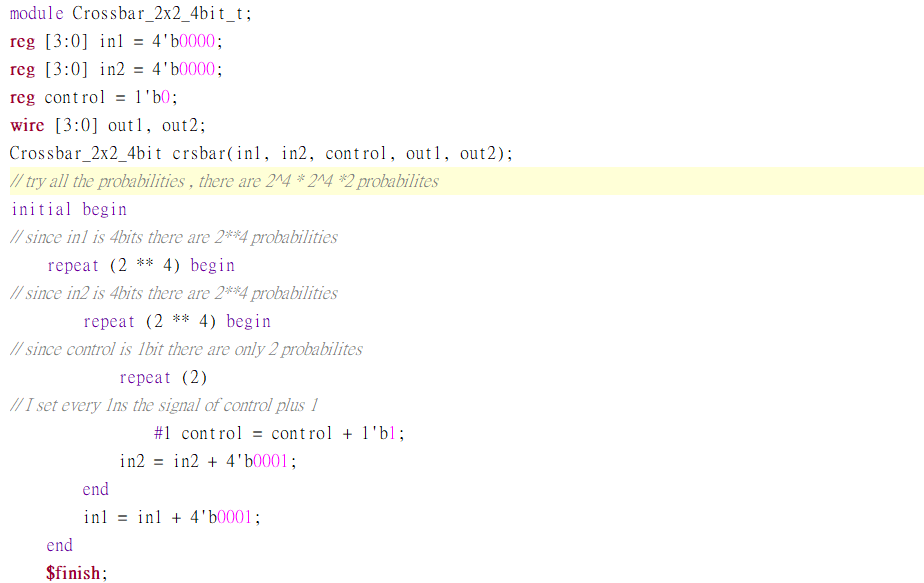 module Crossbar_2x2_4bit_t;
reg [3:0] in1 = 4'b0000;
reg [3:0] in2 = 4'b0000;
reg control = 1'b0;
wire [3:0] out1, out2;
Crossbar_2x2_4bit crsbar(in1, in2, control, out1, out2);
// try all the probabilities , there are 2^4 * 2^4 *2 probabilites
initial begin
// since in1 is 4bits there are 2**4 probabilities
repeat (2 ** 4) begin
// since in2 is 4bits there are 2**4 probabilities
repeat (2 ** 4) begin
// since control is 1bit there are only 2 probabilites
repeat (2)
// I set every 1ns the signal of control plus 1
#1 control = control + 1'b1;
in2 = in2 + 4'b0001;
end
in1 = in1 + 4'b0001;
end
$finish;